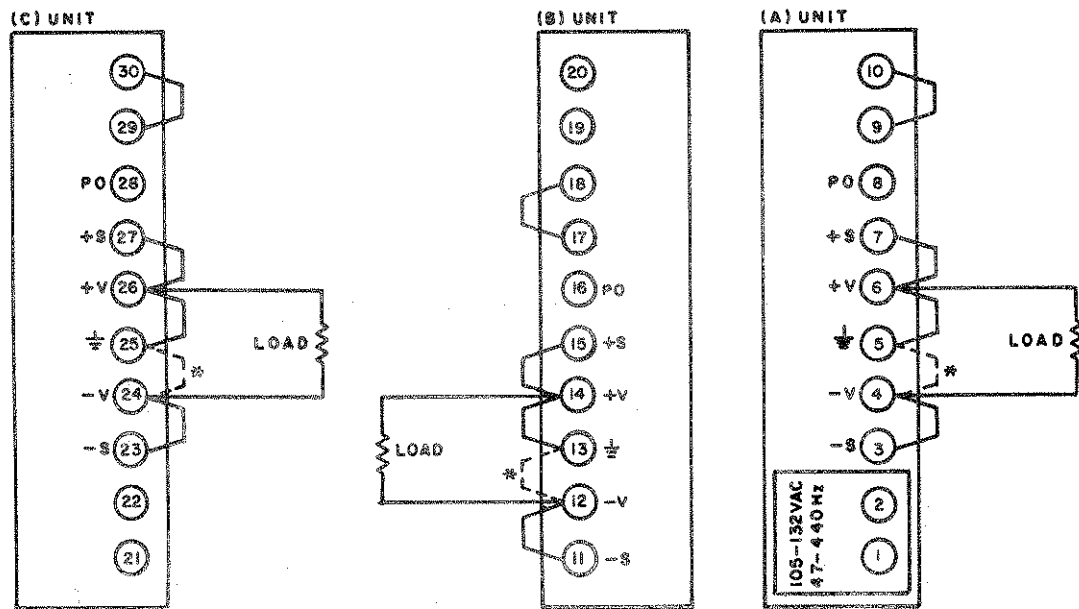 (C) UNIT
30
29
PO 28
+S 27
+V 26
25
-V 24
-S 23
22
21
LOAD
*
(B) UNIT
20
19
18
17
16 PO
15 +S
14 +V
13
12 -V
11 -S
LOAD
*
(A) UNIT
10
9
PO 8
+S 7
+V 6
5
-V 4
-S 3
2
1
105-132VAC
47-440Hz
LOAD
*